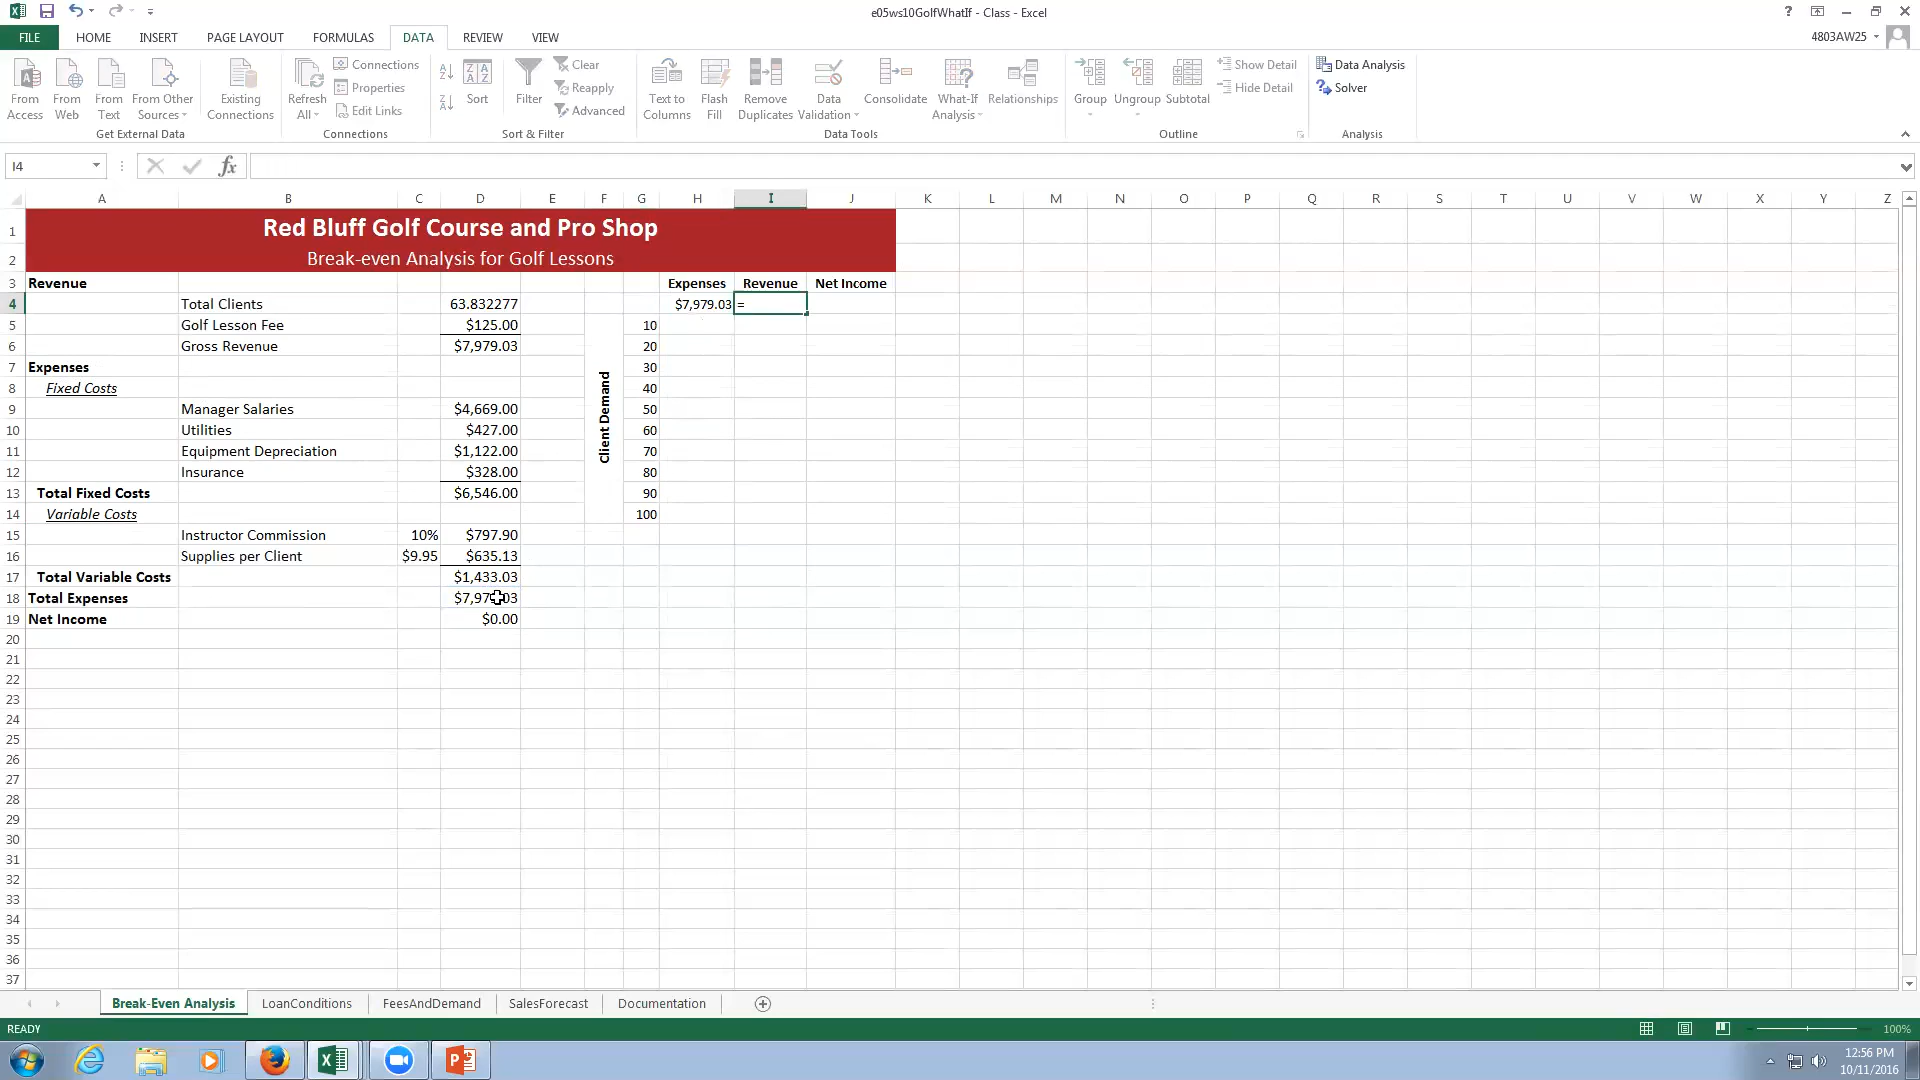 e05ws10GolfWhatIf - Class - Excel
?
FILE HOME INSERT PAGE LAYOUT FORMULAS DATA REVIEW VIEW
4803AW25
From Access
From Web
From Text
From Other Sources
Existing Connections
Get External Data
Refresh All
Connections
Properties
Edit Links
Connections
A Z
Z A
Sort
Filter
Clear
Reapply
Advanced
Sort & Filter
Text to Columns
Flash Fill
Remove Duplicates
Data Validation
Consolidate
What-If Analysis
Relationships
Data Tools
Group
Ungroup
Subtotal
Show Detail
Hide Detail
Outline
Data Analysis
Solver
Analysis
I4
fx
A B C D E F G H I J K L M N O P Q R S T U V W X Y Z
1 Red Bluff Golf Course and Pro Shop
2 Break-even Analysis for Golf Lessons
3 Revenue Expenses Revenue Net Income
4 Total Clients 63.832277 $7,979.03 =
5 Golf Lesson Fee $125.00 10
6 Gross Revenue $7,979.03 20
7 Expenses 30
8 Fixed Costs 40
Client Demand
9 Manager Salaries $4,669.00 50
10 Utilities $427.00 60
11 Equipment Depreciation $1,122.00 70
12 Insurance $328.00 80
13 Total Fixed Costs $6,546.00 90
14 Variable Costs 100
15 Instructor Commission 10% $797.90
16 Supplies per Client $9.95 $635.13
17 Total Variable Costs $1,433.03
18 Total Expenses $7,979.03
19 Net Income $0.00
20
21
22
23
24
25
26
27
28
29
30
31
32
33
34
35
36
37
Break-Even Analysis LoanConditions FeesAndDemand SalesForecast Documentation
READY
100%
12:56 PM
10/11/2016